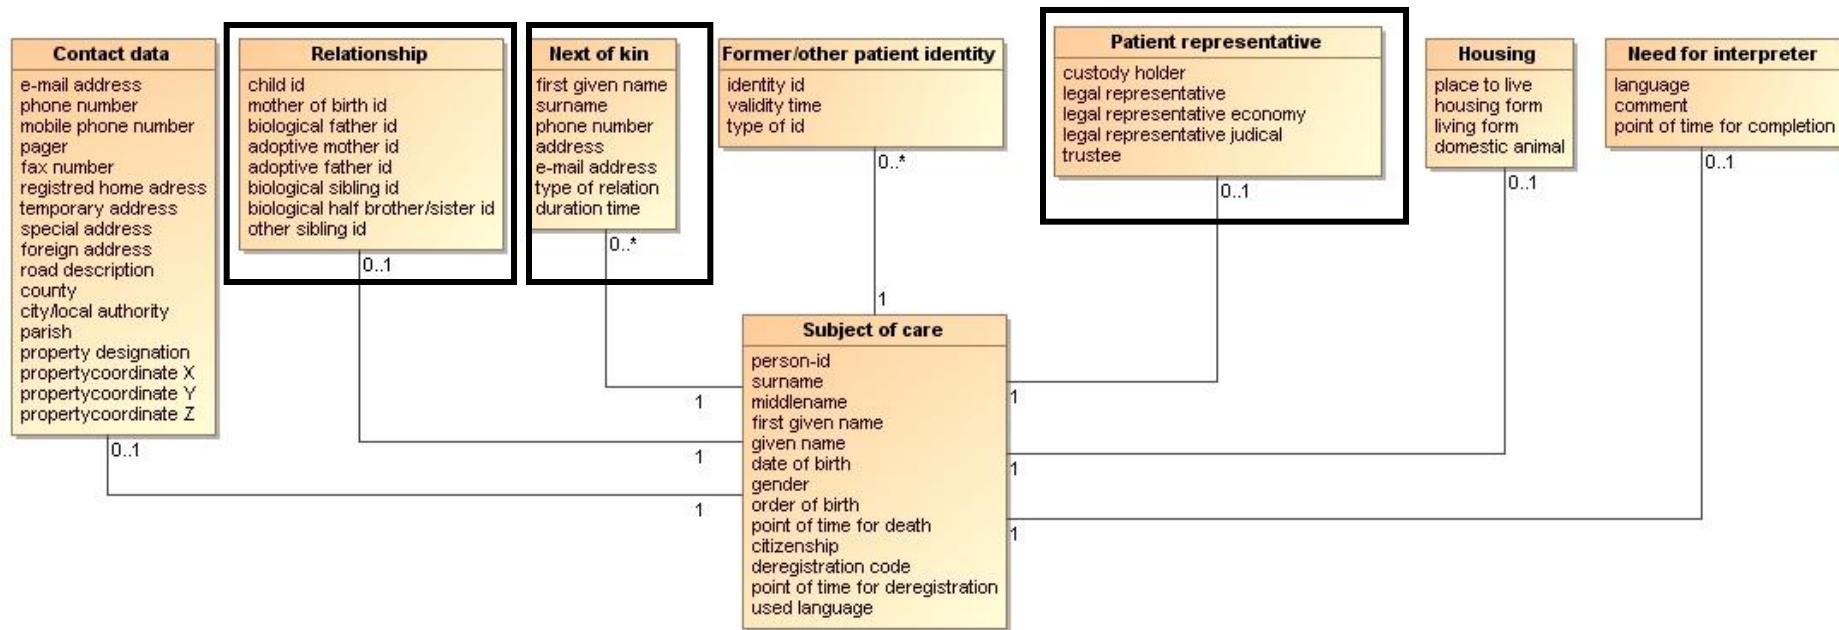 Contact data
e-mail address
phone number
mobile phone number
pager
fax number
registred home adress
temporary address
special address
foreign address
road description
county
city/local authority
parish
property designation
propertycoordinate X
propertycoordinate Y
propertycoordinate Z
0..1
1
Relationship
child id
mother of birth id
biological father id
adoptive mother id
adoptive father id
biological sibling id
biological half brother/sister id
other sibling id
0..1
1
Next of kin
first given name
surname
phone number
address
e-mail address
type of relation
duration time
0..*
1
Former/other patient identity
identity id
validity time
type of id
0..*
1
Patient representative
custody holder
legal representative
legal representative economy
legal representative judical
trustee
0..1
1
Housing
place to live
housing form
living form
domestic animal
0..1
1
Need for interpreter
language
comment
point of time for completion
0..1
1
Subject of care
person-id
surname
middlename
first given name
given name
date of birth
gender
order of birth
point of time for death
citizenship
deregistration code
point of time for deregistration
used language